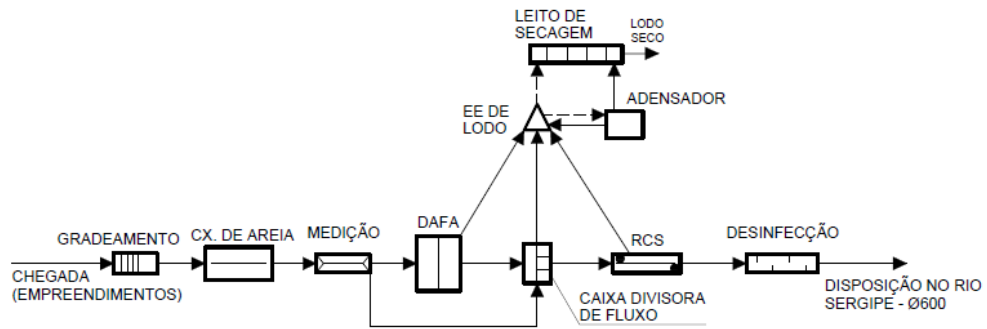 LEITO DE
SECAGEM
LODO
SECO
EE DE
LODO
ADENSADOR
GRADEAMENTO
CX. DE AREIA
MEDIÇÃO
DAFA
RCS
DESINFECÇÃO
CHEGADA
(EMPREENDIMENTOS)
CAIXA DIVISORA
DE FLUXO
DISPOSIÇÃO NO RIO
SERGIPE - Ø600